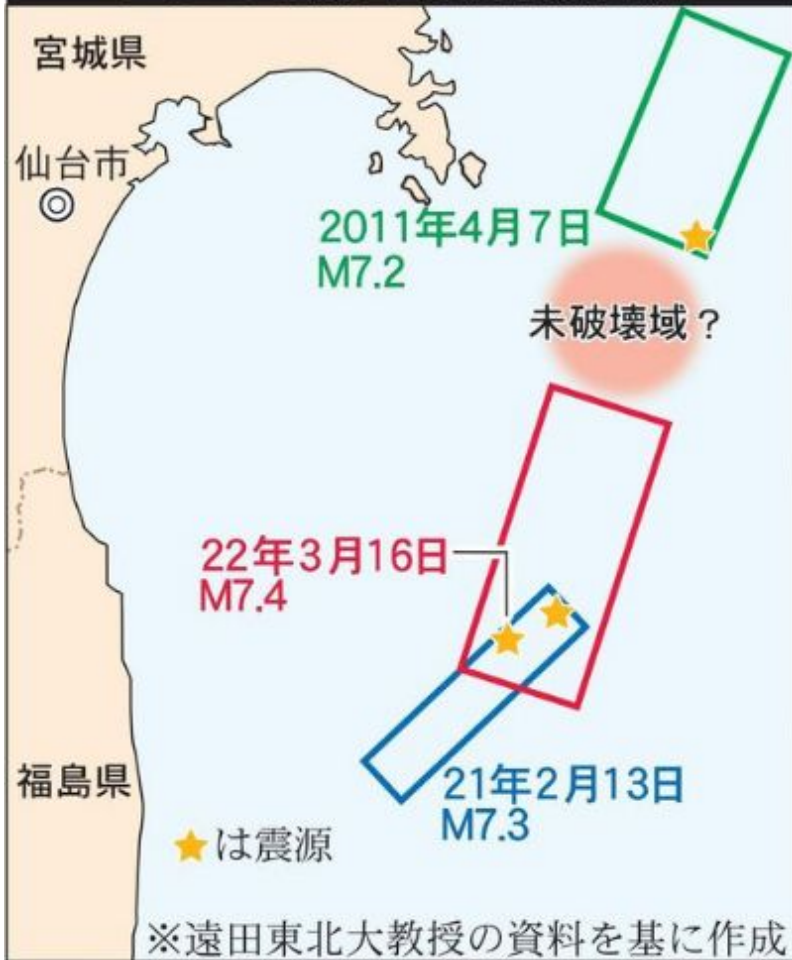 宮城県
仙台市
2011年4月7日
M7.2
未破壊域？
22年3月16日
M7.4
福島県
21年2月13日
M7.3
★は震源
※遠田東北大教授の資料を基に作成